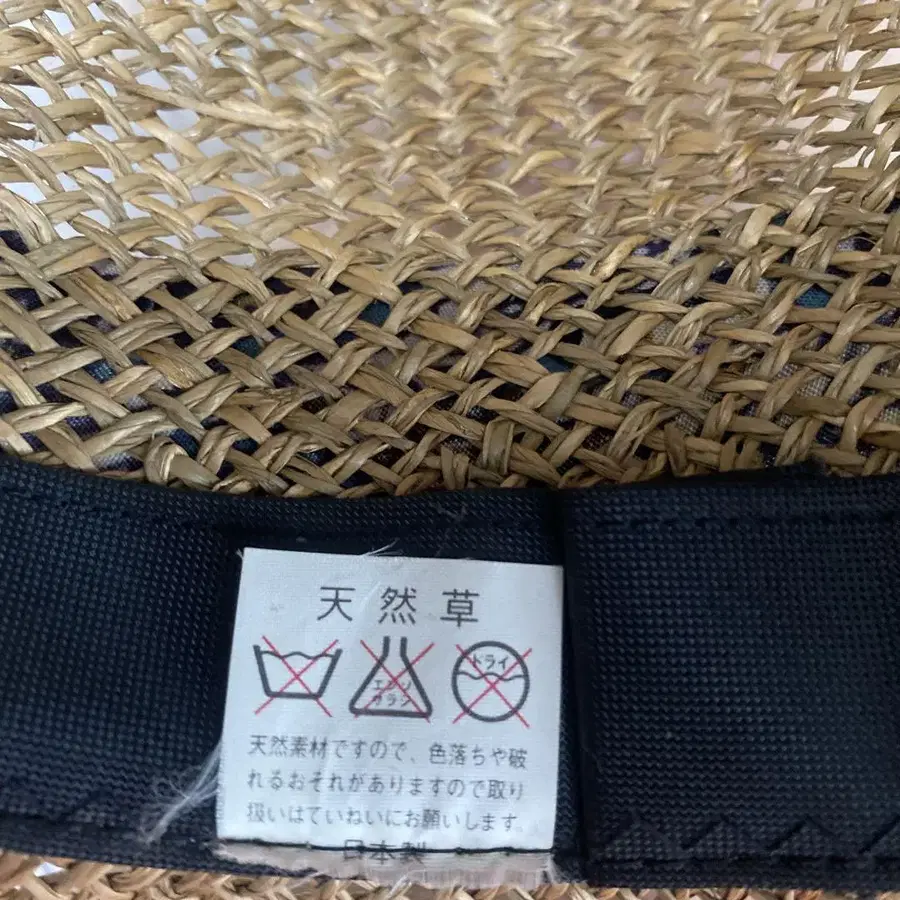 天然草
エンソ
サラシ
ドライ
天然素材ですので、色落ちや破
れるおそれがありますので取り
扱いはていねいにお願いします。
日本製